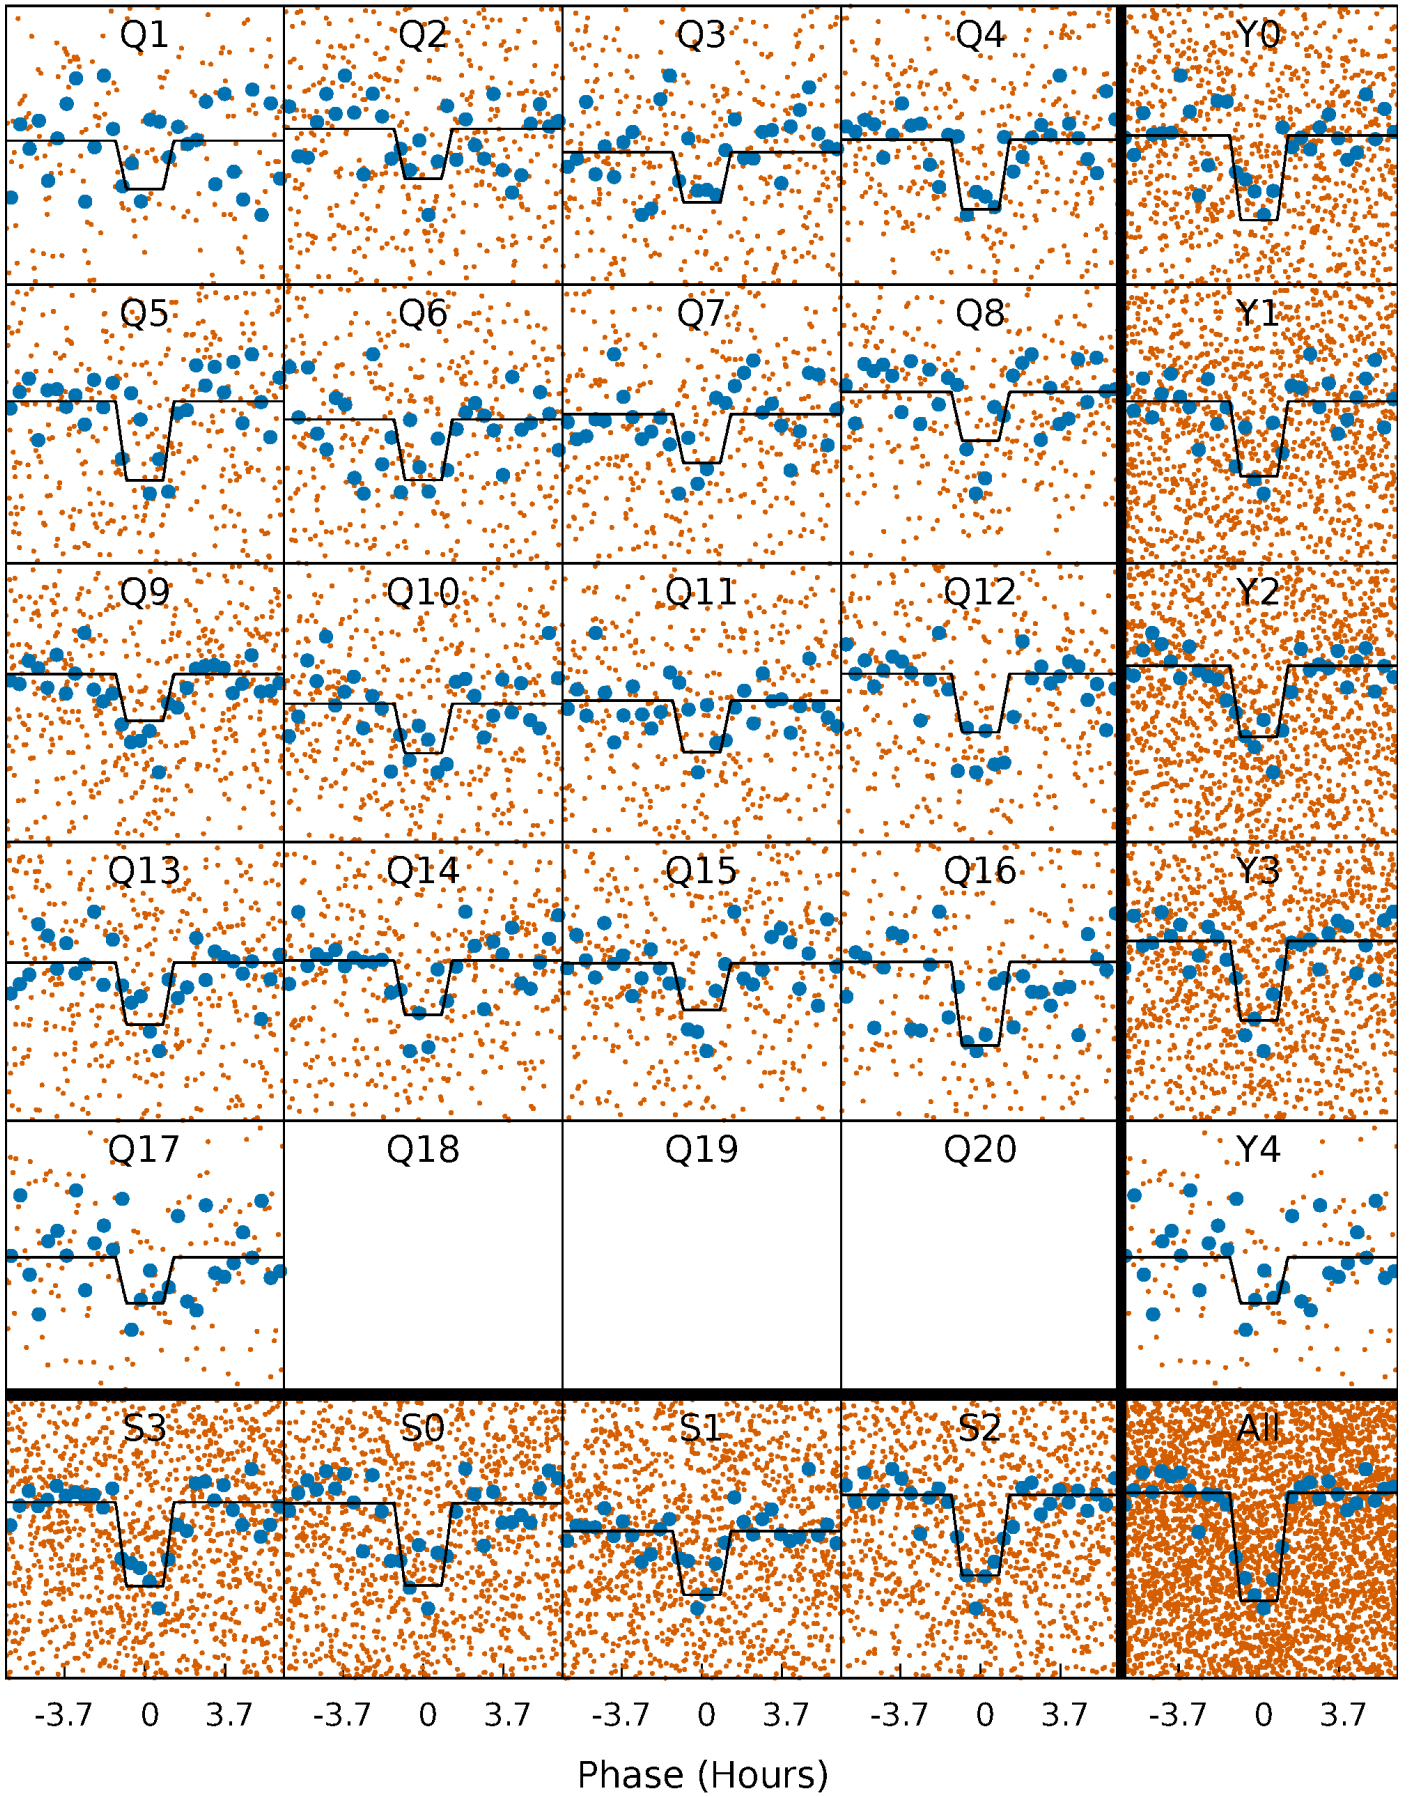 Q1 Q2 Q3 Q4 Y0
Q5 Q6 Q7 Q8 Y1
Q9 Q10 Q11 Q12 Y2
Q13 Q14 Q15 Q16 Y3
Q17 Q18 Q19 Q20 Y4
S3 S0 S1 S2 All
-3.7 0 3.7 -3.7 0 3.7 -3.7 0 3.7 -3.7 0 3.7 -3.7 0 3.7
Phase (Hours)